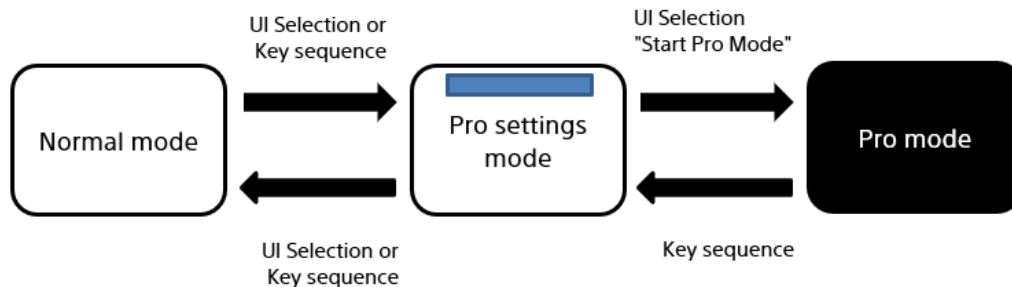 UI Selection or
Key sequence
UI Selection
"Start Pro Mode"
Normal mode
Pro settings
mode
Pro mode
UI Selection or
Key sequence
Key sequence